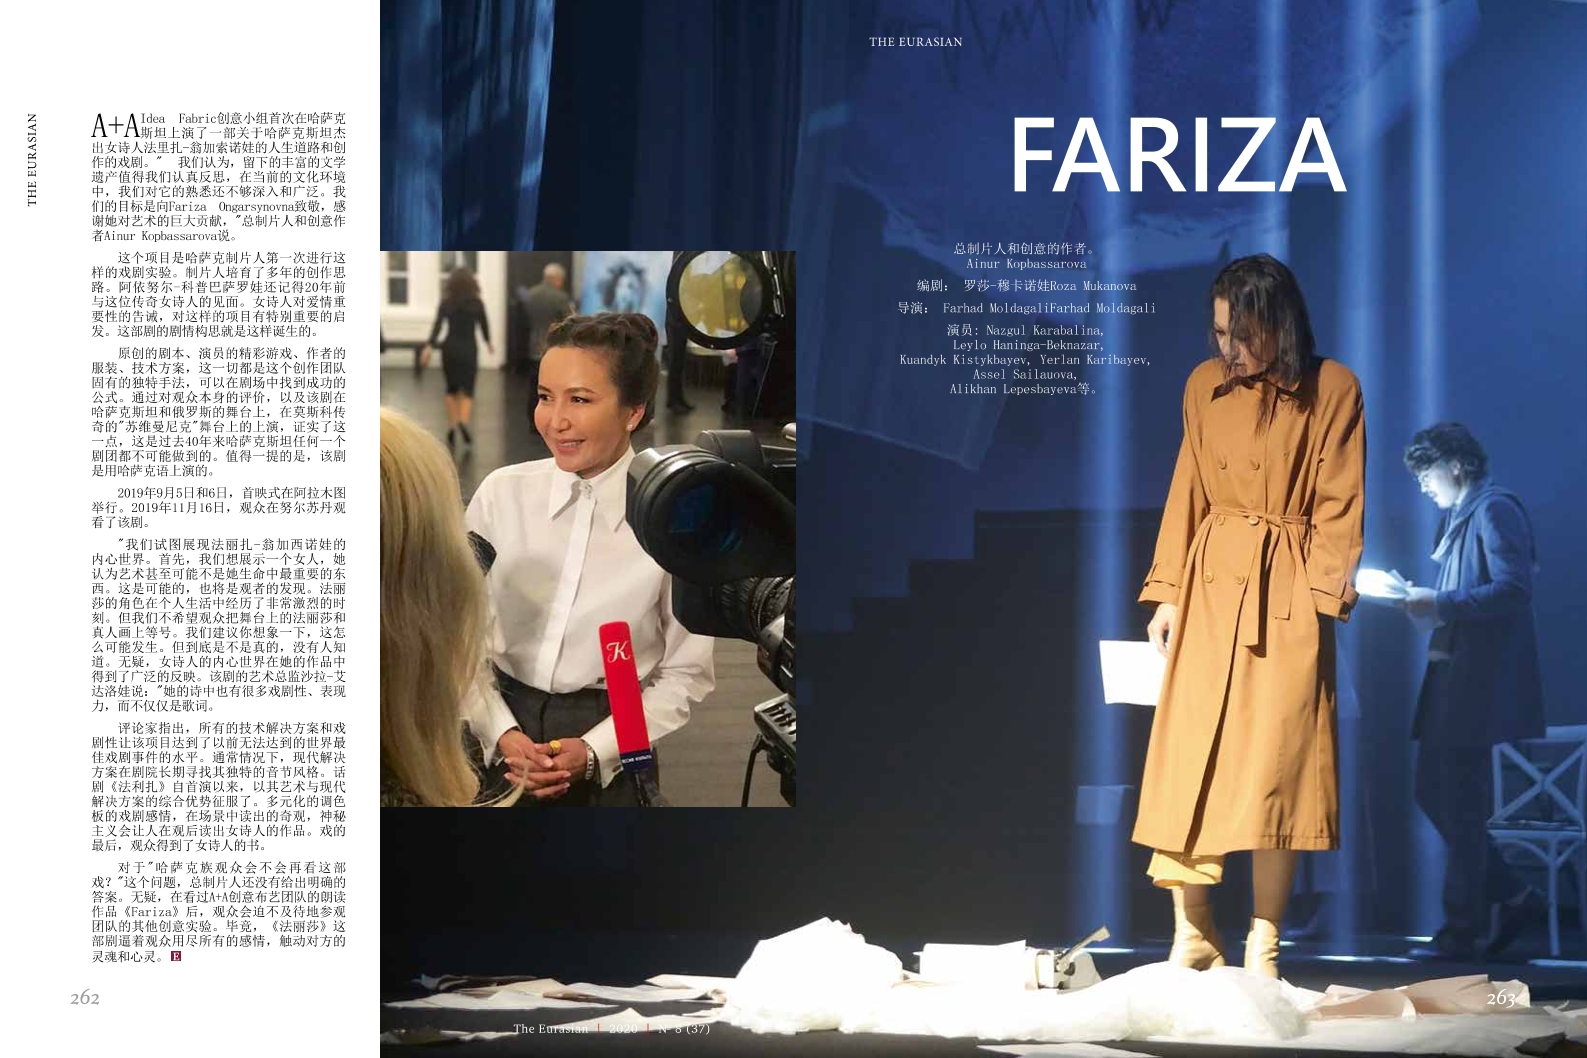 THE EURASIAN
A+A Idea Fabric创意小组首次在哈萨克
斯坦上演了一部关于哈萨克斯坦杰
出女诗人法里扎-翁加索诺娃的人生道路和创
作的戏剧。" 我们认为，留下的丰富的文学
遗产值得我们认真反思，在当前的文化环境
中，我们对它的熟悉还不够深入和广泛。我
们的目标是向Fariza Ongarsynovna致敬，感
谢她对艺术的巨大贡献，"总制片人和创意作
者Ainur Kopbassarova说。
这个项目是哈萨克制片人第一次进行这
样的戏剧实验。制片人培育了多年的创作思
路。阿依努尔-科普巴萨罗娃还记得20年前
与这位传奇女诗人的见面。女诗人对爱情重
要性的告诫，对这样的项目有特别重要的启
发。这部剧的剧情构思就是这样诞生的。
原创的剧本、演员的精彩游戏、作者的
服装、技术方案，这一切都是这个创作团队
固有的独特手法，可以在剧场中找到成功的
公式。通过对观众本身的评价，以及该剧在
哈萨克斯坦和俄罗斯的舞台上，在莫斯科传
奇的"苏维曼尼克"舞台上的上演，证实了这
一点，这是过去40年来哈萨克斯坦任何一个
剧团都不可能做到的。值得一提的是，该剧
是用哈萨克语上演的。
2019年9月5日和6日，首映式在阿拉木图
举行。2019年11月16日，观众在努尔苏丹观
看了该剧。
"我们试图展现法丽扎-翁加西诺娃的
内心世界。首先，我们想展示一个女人，她
认为艺术甚至可能不是她生命中最重要的东
西。这是可能的，也将是观者的发现。法丽
莎的角色在个人生活中经历了非常激烈的时
刻。但我们不希望观众把舞台上的法丽莎和
真人画上等号。我们建议你想象一下，这怎
么可能发生。但到底是不是真的，没有人知
道。无疑，女诗人的内心世界在她的作品中
得到了广泛的反映。该剧的艺术总监沙拉-艾
达洛娃说："她的诗中也有很多戏剧性、表现
力，而不仅仅是歌词。
评论家指出，所有的技术解决方案和戏
剧性让该项目达到了以前无法达到的世界最
佳戏剧事件的水平。通常情况下，现代解决
方案在剧院长期寻找其独特的音节风格。话
剧《法利扎》自首演以来，以其艺术与现代
解决方案的综合优势征服了。多元化的调色
板的戏剧感情，在场景中读出的奇观，神秘
主义会让人在观后读出女诗人的作品。戏的
最后，观众得到了女诗人的书。
对于"哈萨克族观众会不会再看这部
戏？"这个问题，总制片人还没有给出明确的
答案。无疑，在看过A+A创意布艺团队的朗读
作品《Fariza》后，观众会迫不及待地参观
团队的其他创意实验。毕竟，《法丽莎》这
部剧逼着观众用尽所有的感情，触动对方的
灵魂和心灵。 E
262
THE EURASIAN
FARIZA
总制片人和创意的作者。
Ainur Kopbassarova
编剧： 罗莎-穆卡诺娃Roza Mukanova
导演： Farhad MoldagaliFarhad Moldagali
演员：Nazgul Karabalina,
Leylo Haninga-Beknazar,
Kuandyk Kistykbayev, Yerlan Karibayev,
Assel Sailauova,
Alikhan Lepesbayeva等。
K
263
The Eurasian | 2020 | № 8 (37)